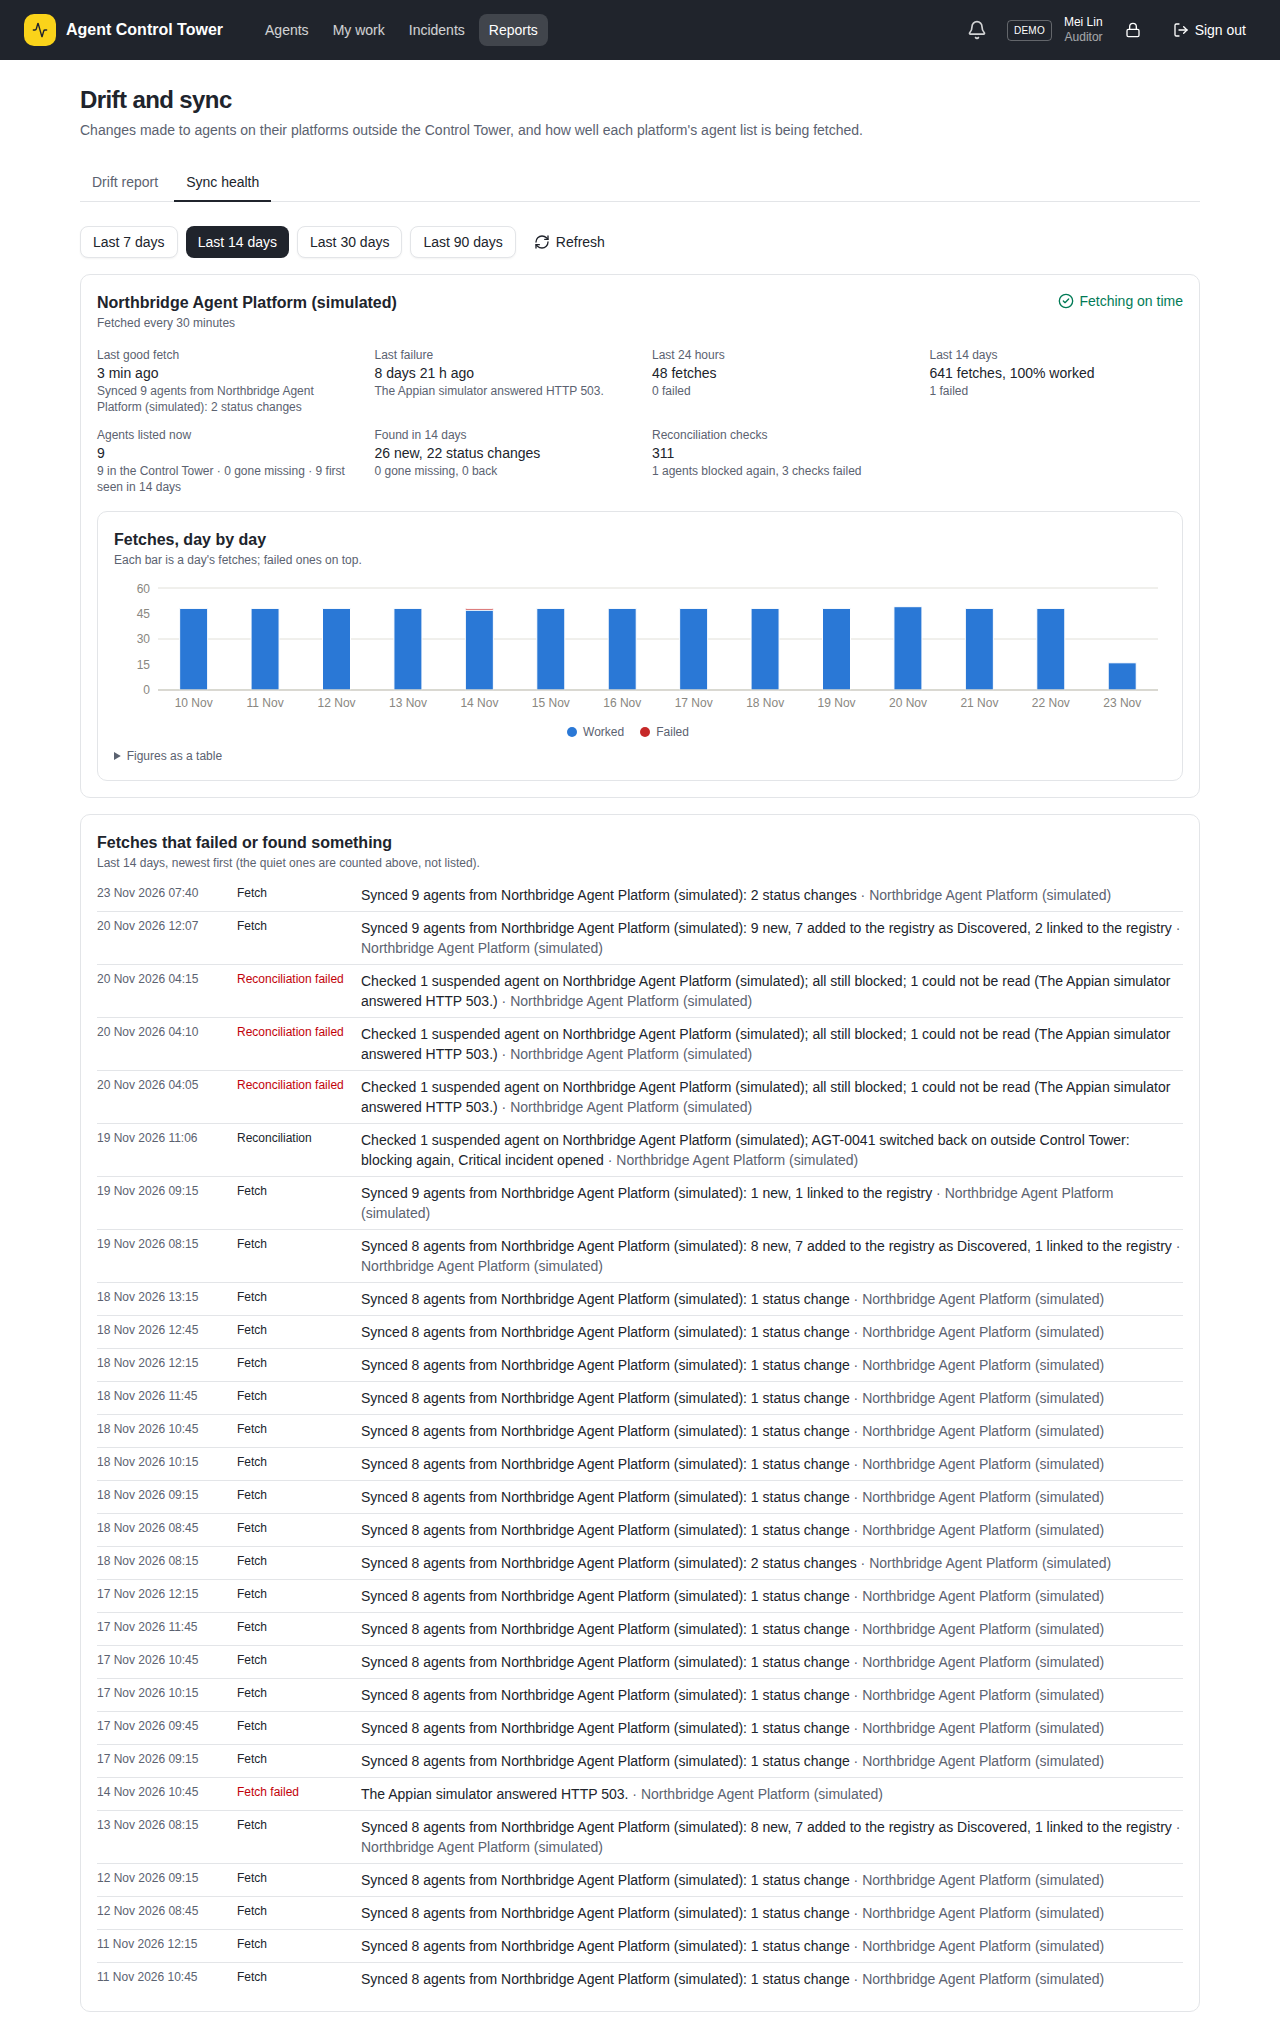 Agent Control Tower
Agents
My work
Incidents
Reports
DEMO
Mei Lin
Auditor
Sign out
Drift and sync
Changes made to agents on their platforms outside the Control Tower, and how well each platform's agent list is being fetched.
Drift report
Sync health
Last 7 days
Last 14 days
Last 30 days
Last 90 days
Refresh
Northbridge Agent Platform (simulated)
Fetching on time
Fetched every 30 minutes
Last good fetch
3 min ago
Synced 9 agents from Northbridge Agent
Platform (simulated): 2 status changes
Last failure
8 days 21 h ago
The Appian simulator answered HTTP 503.
Last 24 hours
48 fetches
0 failed
Last 14 days
641 fetches, 100% worked
1 failed
Agents listed now
9
9 in the Control Tower · 0 gone missing · 9 first
seen in 14 days
Found in 14 days
26 new, 22 status changes
0 gone missing, 0 back
Reconciliation checks
311
1 agents blocked again, 3 checks failed
Fetches, day by day
Each bar is a day's fetches; failed ones on top.
60
45
30
15
0
10 Nov
11 Nov
12 Nov
13 Nov
14 Nov
15 Nov
16 Nov
17 Nov
18 Nov
19 Nov
20 Nov
21 Nov
22 Nov
23 Nov
Worked
Failed
Figures as a table
Fetches that failed or found something
Last 14 days, newest first (the quiet ones are counted above, not listed).
23 Nov 2026 07:40 Fetch Synced 9 agents from Northbridge Agent Platform (simulated): 2 status changes · Northbridge Agent Platform (simulated)
20 Nov 2026 12:07 Fetch Synced 9 agents from Northbridge Agent Platform (simulated): 9 new, 7 added to the registry as Discovered, 2 linked to the registry ·
Northbridge Agent Platform (simulated)
20 Nov 2026 04:15 Reconciliation failed Checked 1 suspended agent on Northbridge Agent Platform (simulated); all still blocked; 1 could not be read (The Appian simulator
answered HTTP 503.) · Northbridge Agent Platform (simulated)
20 Nov 2026 04:10 Reconciliation failed Checked 1 suspended agent on Northbridge Agent Platform (simulated); all still blocked; 1 could not be read (The Appian simulator
answered HTTP 503.) · Northbridge Agent Platform (simulated)
20 Nov 2026 04:05 Reconciliation failed Checked 1 suspended agent on Northbridge Agent Platform (simulated); all still blocked; 1 could not be read (The Appian simulator
answered HTTP 503.) · Northbridge Agent Platform (simulated)
19 Nov 2026 11:06 Reconciliation Checked 1 suspended agent on Northbridge Agent Platform (simulated); AGT-0041 switched back on outside Control Tower:
blocking again, Critical incident opened · Northbridge Agent Platform (simulated)
19 Nov 2026 09:15 Fetch Synced 9 agents from Northbridge Agent Platform (simulated): 1 new, 1 linked to the registry · Northbridge Agent Platform
(simulated)
19 Nov 2026 08:15 Fetch Synced 8 agents from Northbridge Agent Platform (simulated): 8 new, 7 added to the registry as Discovered, 1 linked to the registry ·
Northbridge Agent Platform (simulated)
18 Nov 2026 13:15 Fetch Synced 8 agents from Northbridge Agent Platform (simulated): 1 status change · Northbridge Agent Platform (simulated)
18 Nov 2026 12:45 Fetch Synced 8 agents from Northbridge Agent Platform (simulated): 1 status change · Northbridge Agent Platform (simulated)
18 Nov 2026 12:15 Fetch Synced 8 agents from Northbridge Agent Platform (simulated): 1 status change · Northbridge Agent Platform (simulated)
18 Nov 2026 11:45 Fetch Synced 8 agents from Northbridge Agent Platform (simulated): 1 status change · Northbridge Agent Platform (simulated)
18 Nov 2026 10:45 Fetch Synced 8 agents from Northbridge Agent Platform (simulated): 1 status change · Northbridge Agent Platform (simulated)
18 Nov 2026 10:15 Fetch Synced 8 agents from Northbridge Agent Platform (simulated): 1 status change · Northbridge Agent Platform (simulated)
18 Nov 2026 09:15 Fetch Synced 8 agents from Northbridge Agent Platform (simulated): 1 status change · Northbridge Agent Platform (simulated)
18 Nov 2026 08:45 Fetch Synced 8 agents from Northbridge Agent Platform (simulated): 1 status change · Northbridge Agent Platform (simulated)
18 Nov 2026 08:15 Fetch Synced 8 agents from Northbridge Agent Platform (simulated): 2 status changes · Northbridge Agent Platform (simulated)
17 Nov 2026 12:15 Fetch Synced 8 agents from Northbridge Agent Platform (simulated): 1 status change · Northbridge Agent Platform (simulated)
17 Nov 2026 11:45 Fetch Synced 8 agents from Northbridge Agent Platform (simulated): 1 status change · Northbridge Agent Platform (simulated)
17 Nov 2026 10:45 Fetch Synced 8 agents from Northbridge Agent Platform (simulated): 1 status change · Northbridge Agent Platform (simulated)
17 Nov 2026 10:15 Fetch Synced 8 agents from Northbridge Agent Platform (simulated): 1 status change · Northbridge Agent Platform (simulated)
17 Nov 2026 09:45 Fetch Synced 8 agents from Northbridge Agent Platform (simulated): 1 status change · Northbridge Agent Platform (simulated)
17 Nov 2026 09:15 Fetch Synced 8 agents from Northbridge Agent Platform (simulated): 1 status change · Northbridge Agent Platform (simulated)
14 Nov 2026 10:45 Fetch failed The Appian simulator answered HTTP 503. · Northbridge Agent Platform (simulated)
13 Nov 2026 08:15 Fetch Synced 8 agents from Northbridge Agent Platform (simulated): 8 new, 7 added to the registry as Discovered, 1 linked to the registry ·
Northbridge Agent Platform (simulated)
12 Nov 2026 09:15 Fetch Synced 8 agents from Northbridge Agent Platform (simulated): 1 status change · Northbridge Agent Platform (simulated)
12 Nov 2026 08:45 Fetch Synced 8 agents from Northbridge Agent Platform (simulated): 1 status change · Northbridge Agent Platform (simulated)
11 Nov 2026 12:15 Fetch Synced 8 agents from Northbridge Agent Platform (simulated): 1 status change · Northbridge Agent Platform (simulated)
11 Nov 2026 10:45 Fetch Synced 8 agents from Northbridge Agent Platform (simulated): 1 status change · Northbridge Agent Platform (simulated)